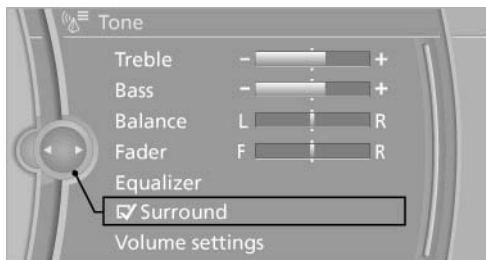 Tone
Treble - +
Bass - +
Balance L R
Fader F R
Equalizer
Surround
Volume settings